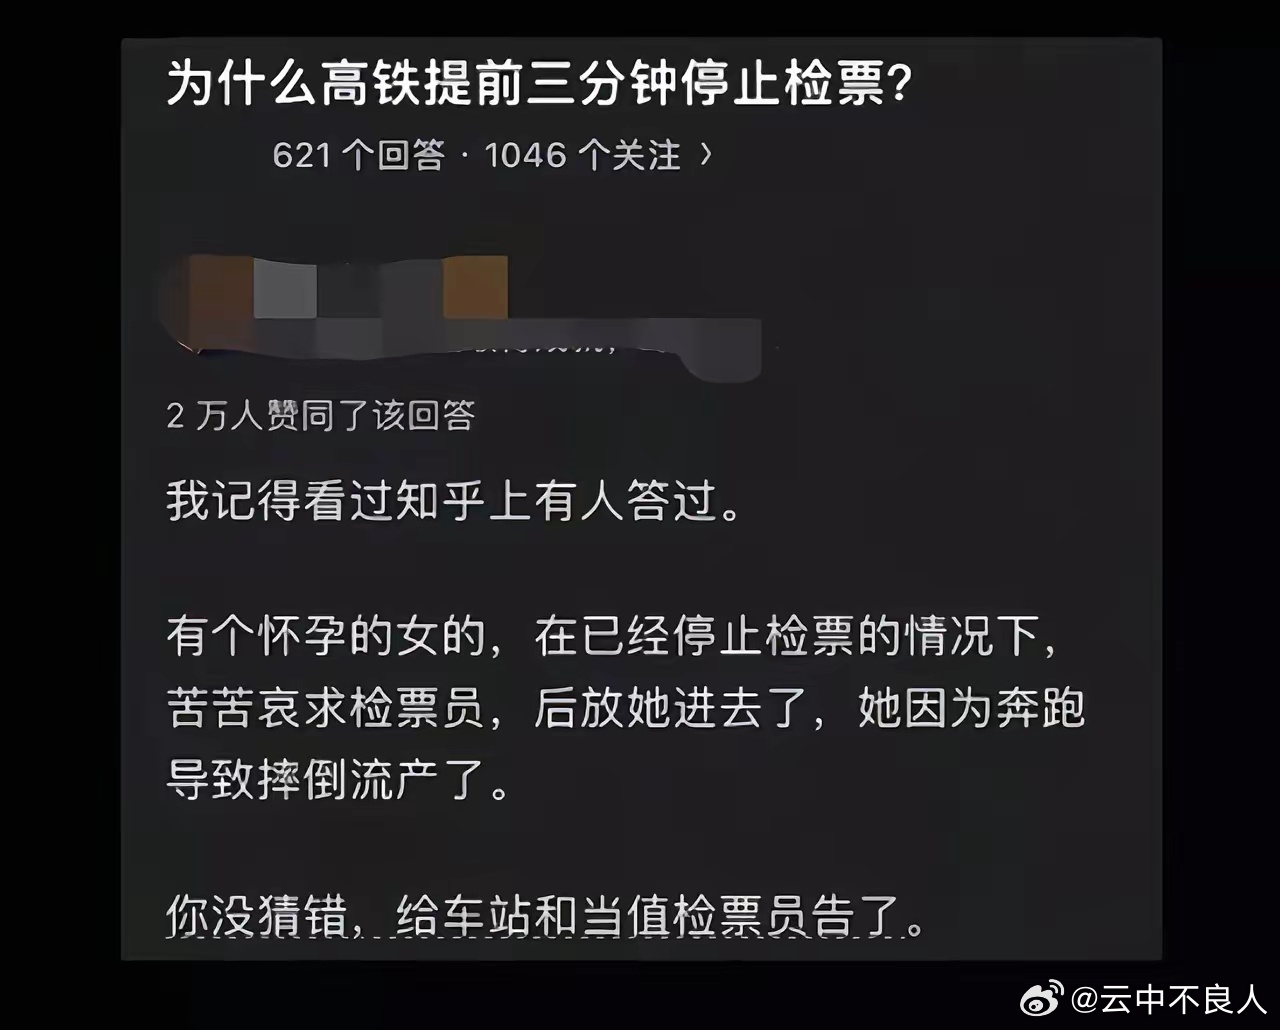 为什么高铁提前三分钟停止检票?
621 个回答 · 1046 个关注 >
2 万人赞同了该回答
我记得看过知乎上有人答过。
有个怀孕的女的，在已经停止检票的情况下，
苦苦哀求检票员，后放她进去了，她因为奔跑
导致摔倒流产了。
你没猜错，给车站和当值检票员告了。
@云中不良人